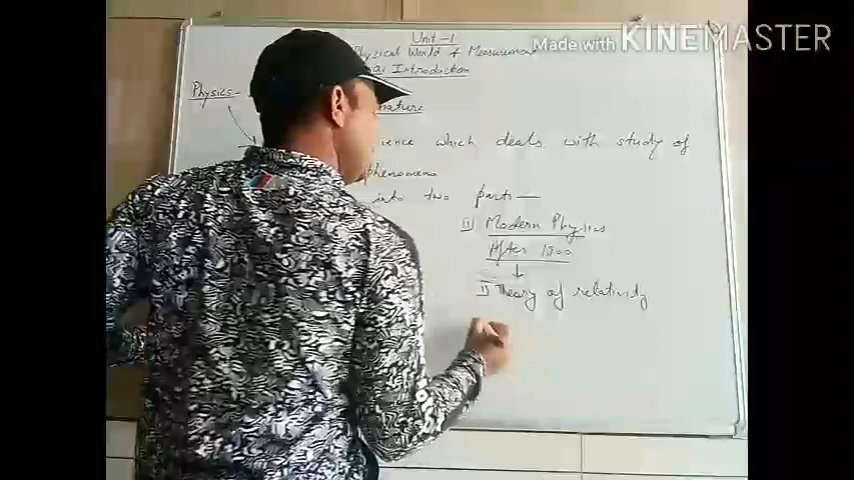 Unit-1
Made with KINEMASTER
Physical World & Measurement
Introduction
Physics-
nature
ience which deals with study of
phenomena
into two parts—
II) Modern Physics
After 1900
↓
I) Theory of relativity